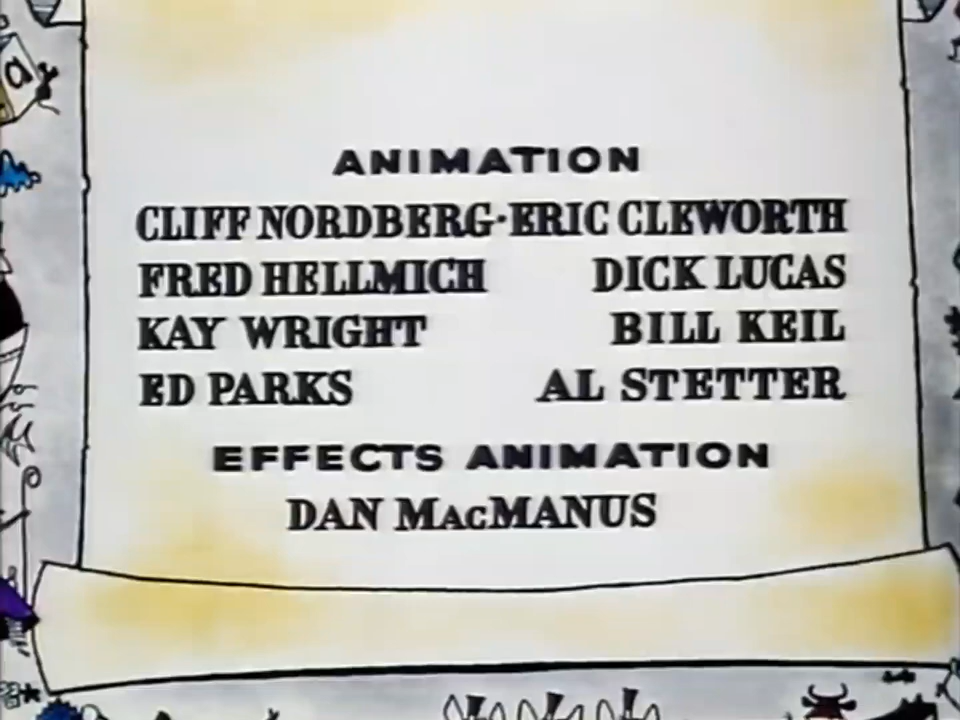 ANIMATION
CLIFF NORDBERG·ERIC CLEWORTH
FRED HELLMICH DICK LUCAS
KAY WRIGHT BILL KEIL
ED PARKS AL STETTER
EFFECTS ANIMATION
DAN MACMANUS
a